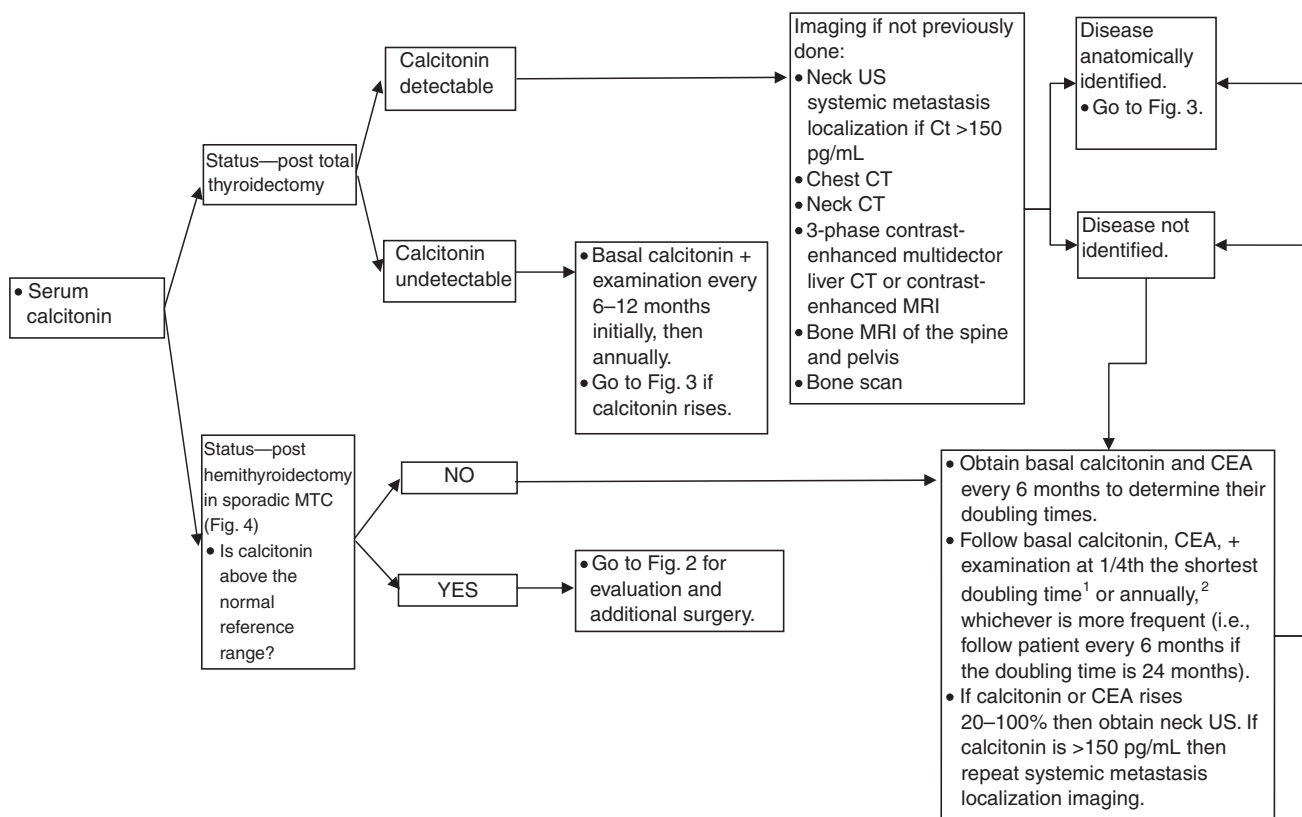 • Serum
calcitonin
Status—post total
thyroidectomy
Calcitonin
detectable
Calcitonin
undetectable
• Basal calcitonin +
examination every
6–12 months
initially, then
annually.
• Go to Fig. 3 if
calcitonin rises.
Imaging if not previously
done:
• Neck US
systemic metastasis
localization if Ct >150
pg/mL
• Chest CT
• Neck CT
• 3-phase contrast-
enhanced multidector
liver CT or contrast-
enhanced MRI
• Bone MRI of the spine
and pelvis
• Bone scan
Disease
anatomically
identified.
• Go to Fig. 3.
Disease not
identified.
Status—post
hemithyroidectomy
in sporadic MTC
(Fig. 4)
• Is calcitonin
above the
normal
reference
range?
NO
YES
• Go to Fig. 2 for
evaluation and
additional surgery.
• Obtain basal calcitonin and CEA
every 6 months to determine their
doubling times.
• Follow basal calcitonin, CEA, +
examination at 1/4th the shortest
doubling time¹ or annually,²
whichever is more frequent (i.e.,
follow patient every 6 months if
the doubling time is 24 months).
• If calcitonin or CEA rises
20–100% then obtain neck US. If
calcitonin is >150 pg/mL then
repeat systemic metastasis
localization imaging.